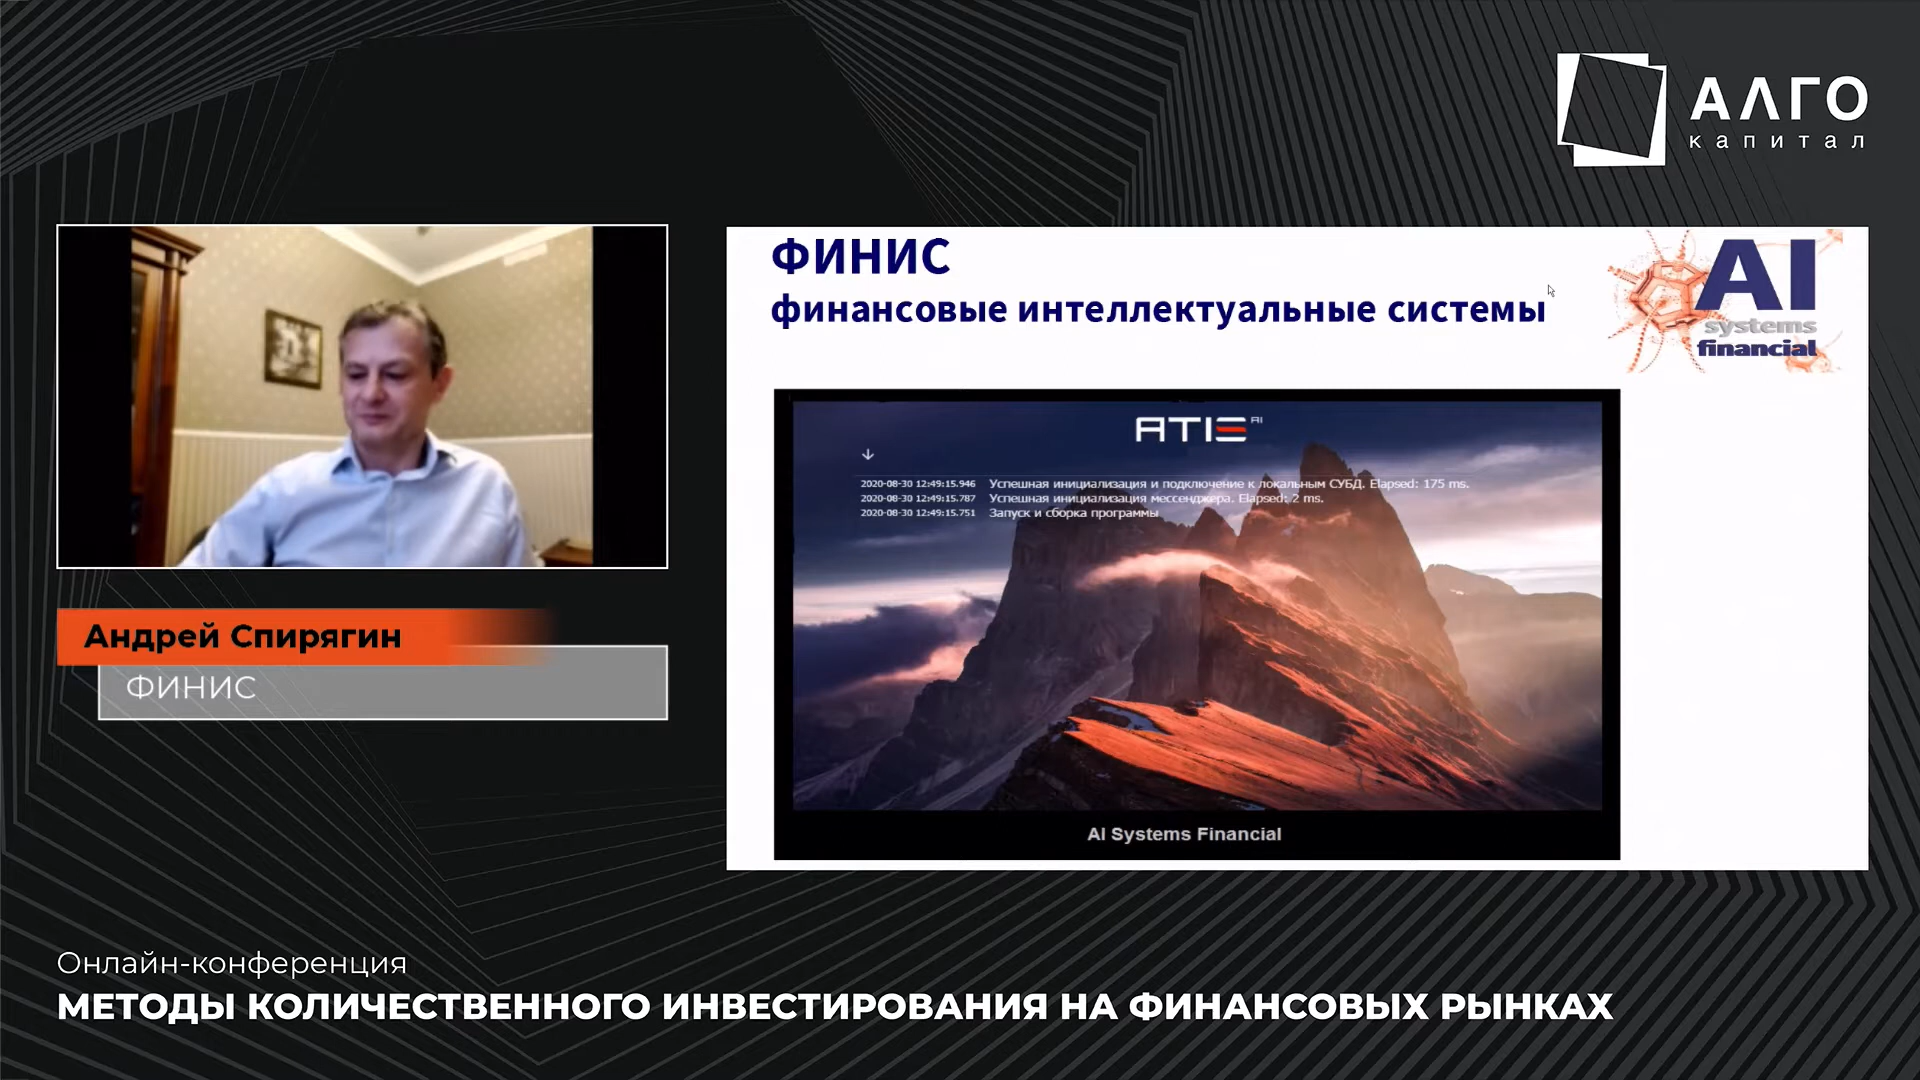 АЛГО
капитал
ФИНИС
финансовые интеллектуальные системы
AI
systems
financial
ATIS AI
2020-08-30 12:49:15.946 Успешная инициализация и подключение к локальным СУБД. Elapsed: 175 ms.
2020-08-30 12:49:15.787 Успешная инициализация мессенджера. Elapsed: 2 ms.
2020-08-30 12:49:15.751 Запуск и сборка программы
AI Systems Financial
Андрей Спирягин
ФИНИС
Онлайн-конференция
МЕТОДЫ КОЛИЧЕСТВЕННОГО ИНВЕСТИРОВАНИЯ НА ФИНАНСОВЫХ РЫНКАХ